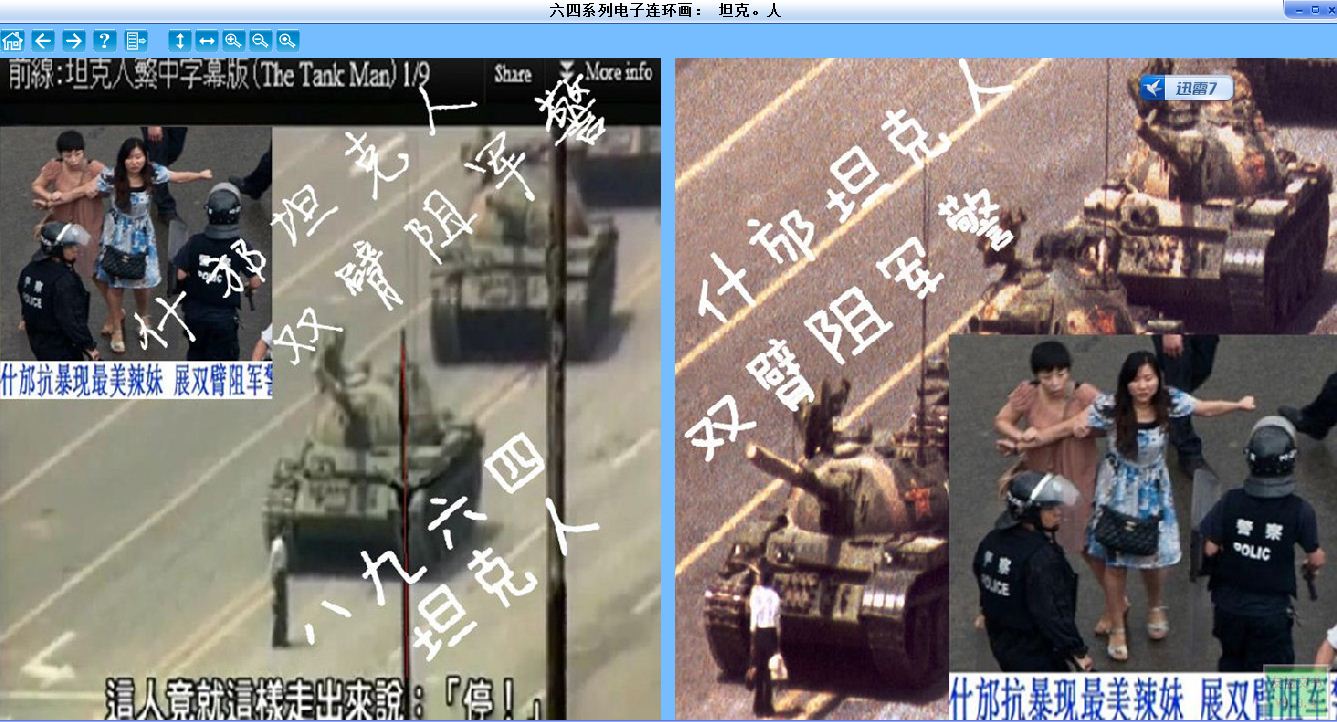 六四系列电子连环画： 坦克。人
前線:坦克人繁中字幕版(The Tank Man) 1/9
Share
More info
什邡坦克人
双臂阻军警
警察
POLICE
POLIC
什邡抗暴现最美辣妹 展双臂阻军警
八九六四
坦克人
這人竟就這樣走出來說：「停！」
迅雷7
什邡坦克人
双臂阻军警
警察
POLICE
警察
POLIC
什邡抗暴现最美辣妹 展双臂阻军警